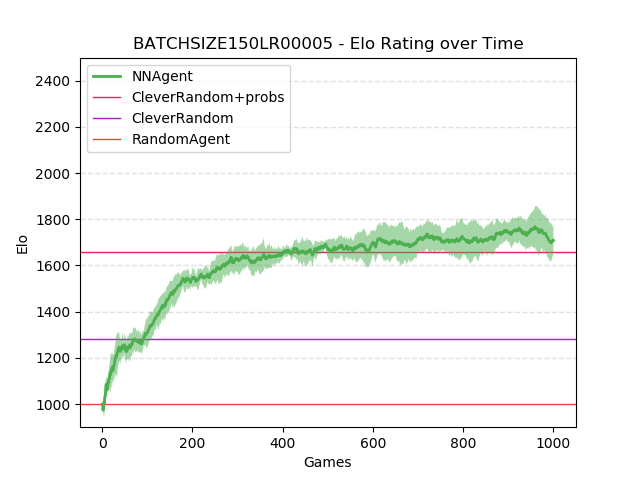 BATCHSIZE150LR00005 - Elo Rating over Time
NNAgent
CleverRandom+probs
CleverRandom
RandomAgent
2400
2200
2000
1800
1600
1400
1200
1000
Elo
0 200 400 600 800 1000
Games